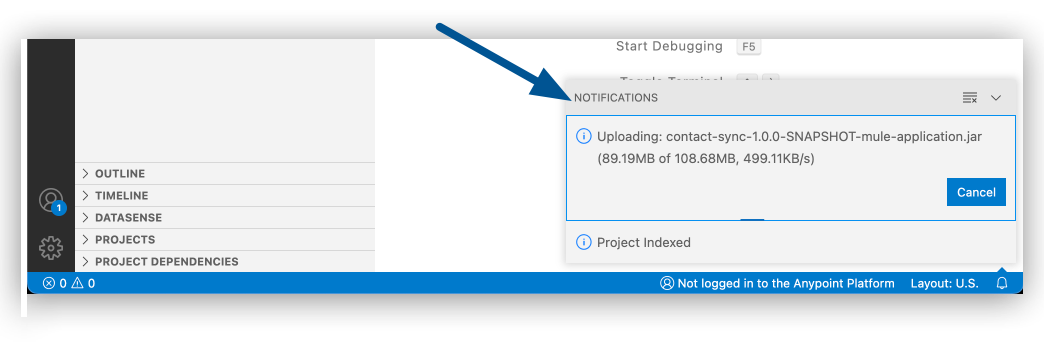 Start Debugging F5
Toggle Terminal
NOTIFICATIONS
Uploading: contact-sync-1.0.0-SNAPSHOT-mule-application.jar
(89.19MB of 108.68MB, 499.11KB/s)
Cancel
Project Indexed
OUTLINE
TIMELINE
DATASENSE
PROJECTS
PROJECT DEPENDENCIES
1
0 0
Not logged in to the Anypoint Platform Layout: U.S.